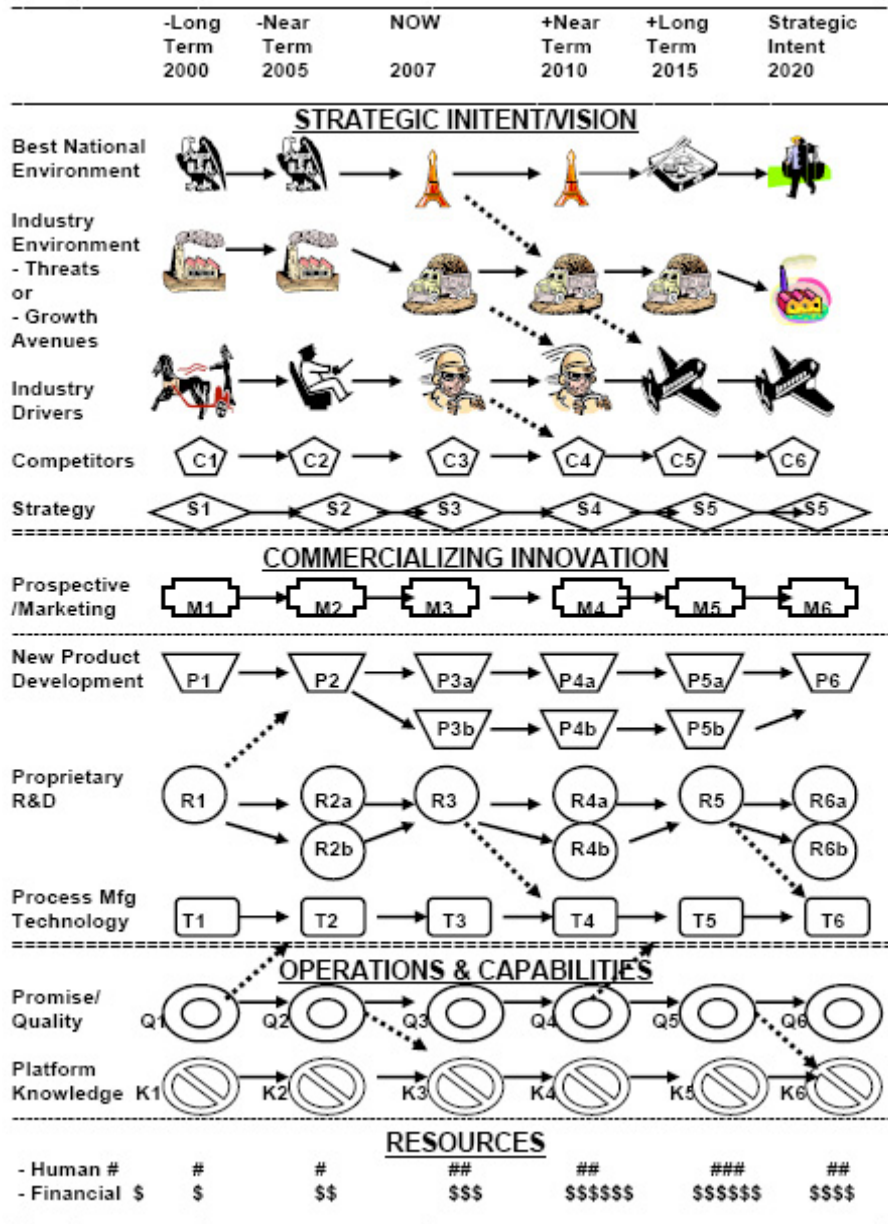 -Long -Near NOW +Near +Long Strategic
Term Term Term Term Intent
2000 2005 2007 2010 2015 2020
STRATEGIC INITENT/VISION
Best National
Environment
Industry
Environment
- Threats
or
- Growth
Avenues
Industry
Drivers
Competitors C1 C2 C3 C4 C5 C6
Strategy S1 S2 S3 S4 S5 S5
COMMERCIALIZING INNOVATION
Prospective
/Marketing M1 M2 M3 M4 M5 M6
New Product
Development P1 P2 P3a P4a P5a P6
P3b P4b P5b
Proprietary
R&D R1 R2a R3 R4a R5 R6a
R2b R4b R6b
Process Mfg
Technology T1 T2 T3 T4 T5 T6
OPERATIONS & CAPABILITIES
Promise/
Quality Q1 Q2 Q3 Q4 Q5 Q6
Platform
Knowledge K1 K2 K3 K4 K5 K6
RESOURCES
- Human # # # ## ## ### ##
- Financial $ $ $$ $$$ $$$$$$ $$$$$$ $$$$